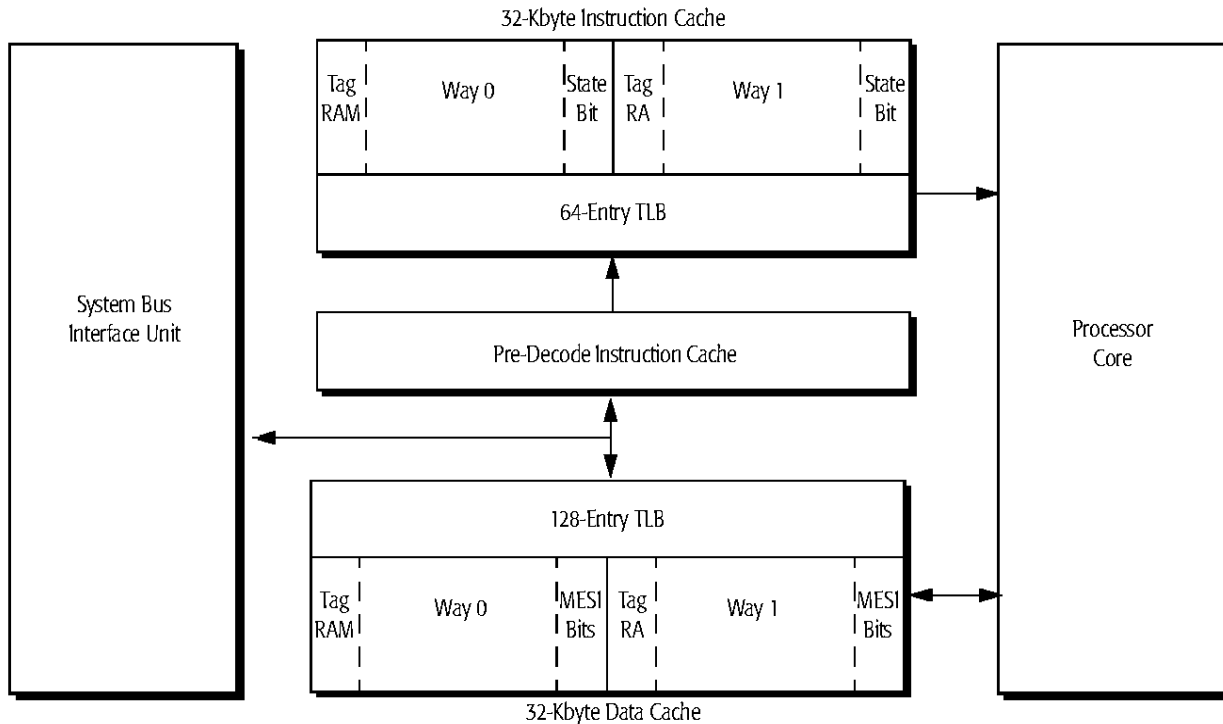 32-Kbyte Instruction Cache
Tag
RAM
Way 0
State
Bit
Tag
RA
Way 1
State
Bit
64-Entry TLB
System Bus
Interface Unit
Pre-Decode Instruction Cache
Processor
Core
128-Entry TLB
Tag
RAM
Way 0
MESI
Bits
Tag
RA
Way 1
MESI
Bits
32-Kbyte Data Cache